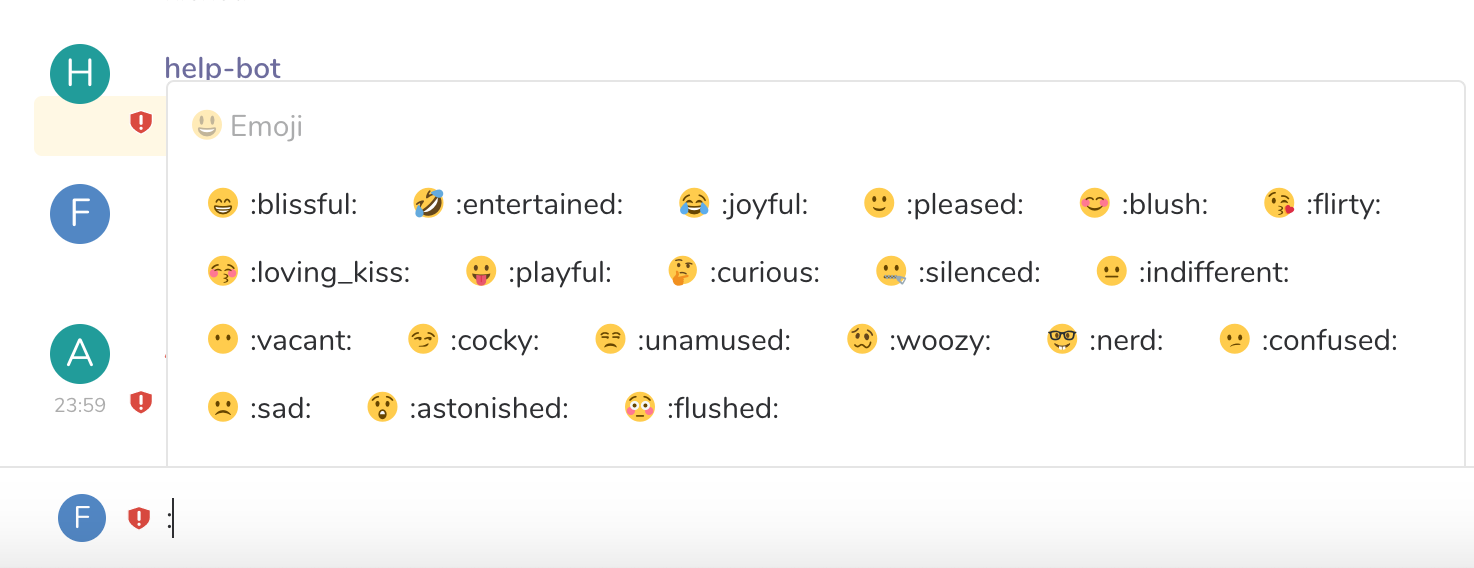 H help-bot
Emoji
:blissful: :entertained: :joyful: :pleased: :blush: :flirty:
F
:loving_kiss: :playful: :curious: :silenced: :indifferent:
A :vacant: :cocky: :unamused: :woozy: :nerd: :confused:
23:59 :sad: :astonished: :flushed:
F :